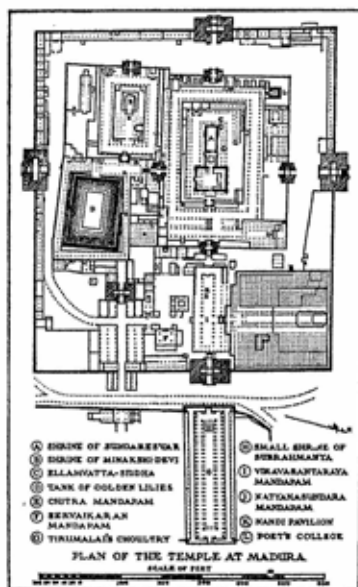 A SHRINE OF SUNDARESVAR
B SHRINE OF MINAKSHI-DEVI
C ELLAMVATTA-SIDDHA
D TANK OF GOLDEN LILIES
E CHITRA MANDAPAM
F SERVAIKARAN
MANDAPAM
G TIRUMALAI'S CHOULTRY
H SMALL SHRINE OF
SUBRAHMANYA
I VIRAVASANTARAYA
MANDAPAM
J NAYAKASUNDARA
MANDAPAM
K NANDI PAVILION
L POET'S COLLEGE
PLAN OF THE TEMPLE AT MADURA.
SCALE OF FEET